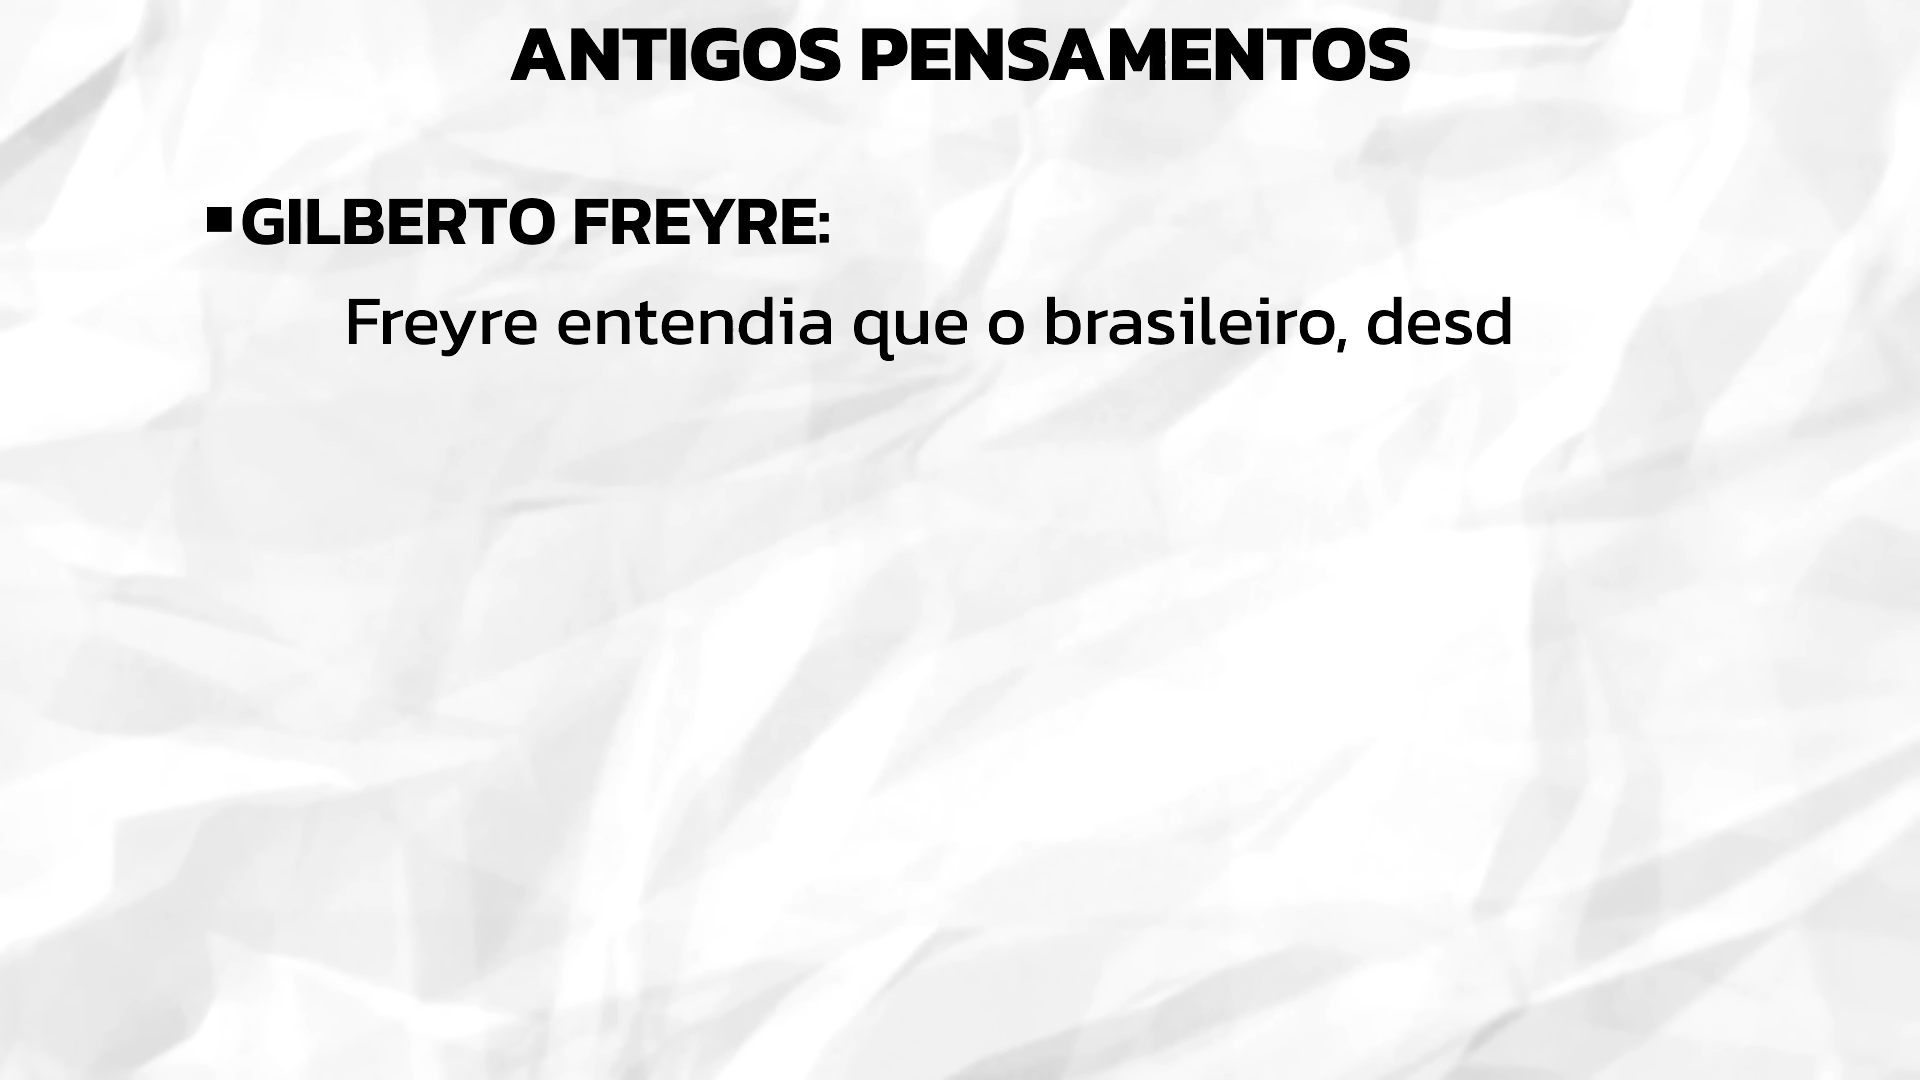 ANTIGOS PENSAMENTOS
▪GILBERTO FREYRE:
Freyre entendia que o brasileiro, desd